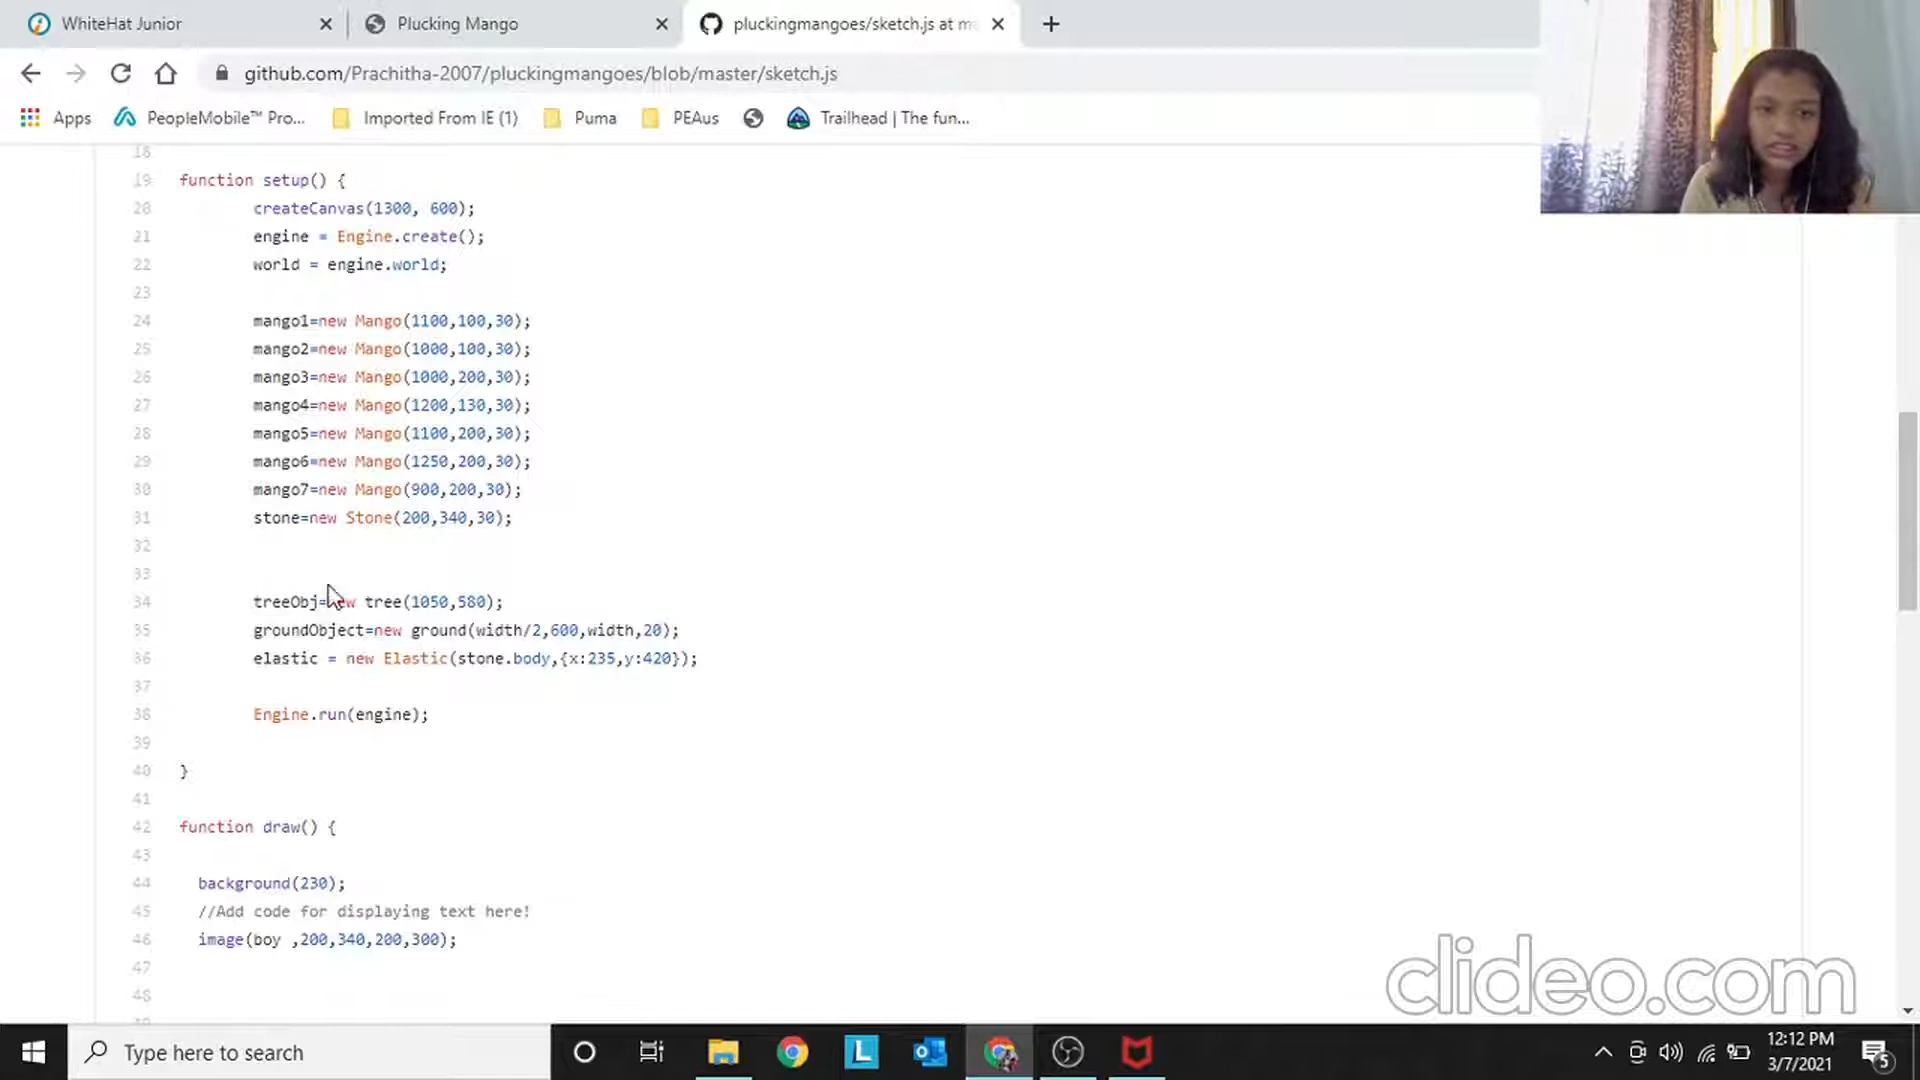 WhiteHat Junior
Plucking Mango
pluckingmangoes/sketch.js at ma
github.com/Prachitha-2007/pluckingmangoes/blob/master/sketch.js
Apps
PeopleMobile™ Pro...
Imported From IE (1)
Puma
PEAus
Trailhead | The fun...
18
19 function setup() {
20 createCanvas(1300, 600);
21 engine = Engine.create();
22 world = engine.world;
23
24 mango1=new Mango(1100,100,30);
25 mango2=new Mango(1000,100,30);
26 mango3=new Mango(1000,200,30);
27 mango4=new Mango(1200,130,30);
28 mango5=new Mango(1100,200,30);
29 mango6=new Mango(1250,200,30);
30 mango7=new Mango(900,200,30);
31 stone=new Stone(200,340,30);
32
33
34 treeObj=new tree(1050,580);
35 groundObject=new ground(width/2,600,width,20);
36 elastic = new Elastic(stone.body,{x:235,y:420});
37
38 Engine.run(engine);
39
40 }
41
42 function draw() {
43
44 background(230);
45 //Add code for displaying text here!
46 image(boy ,200,340,200,300);
47
48
clideo.com
Type here to search
L
12:12 PM
3/7/2021
5